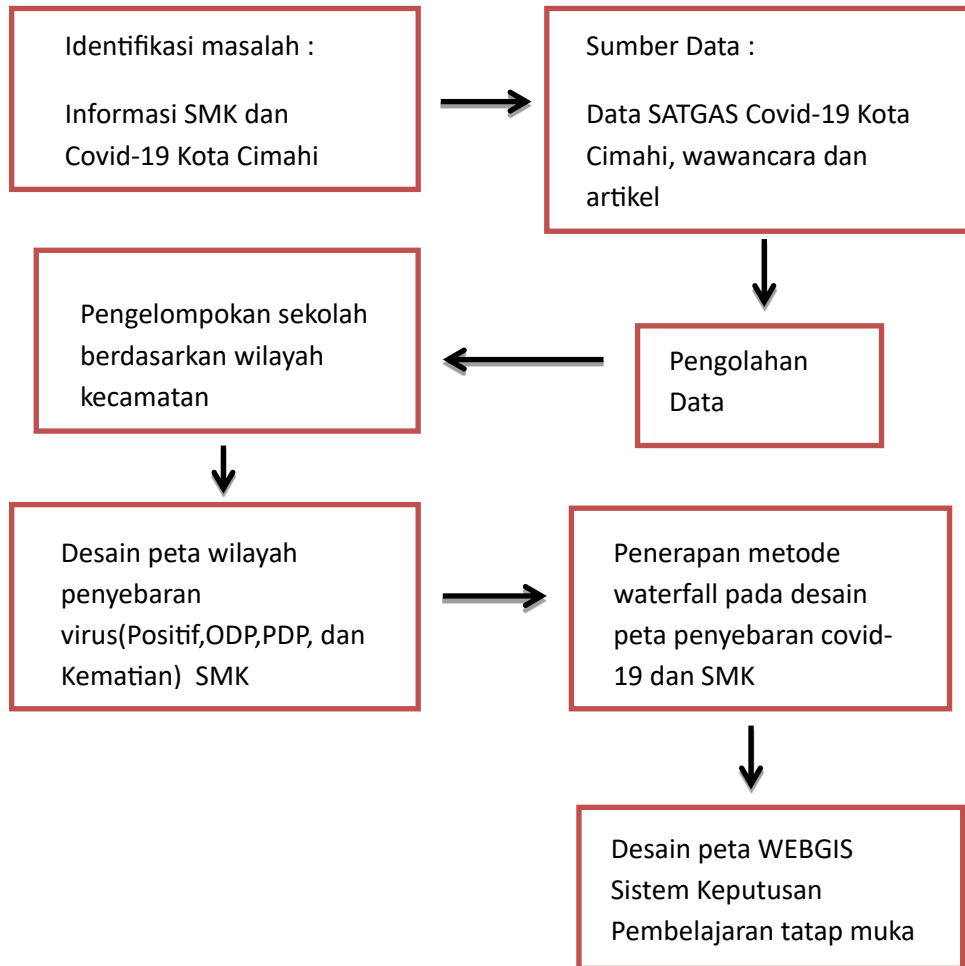 Identifikasi masalah :
Informasi SMK dan
Covid-19 Kota Cimahi
Sumber Data :
Data SATGAS Covid-19 Kota
Cimahi, wawancara dan
artikel
Pengolahan
Data
Pengelompokan sekolah
berdasarkan wilayah
kecamatan
Desain peta wilayah
penyebaran
virus(Positif,ODP,PDP, dan
Kematian) SMK
Penerapan metode
waterfall pada desain
peta penyebaran covid-
19 dan SMK
Desain peta WEBGIS
Sistem Keputusan
Pembelajaran tatap muka